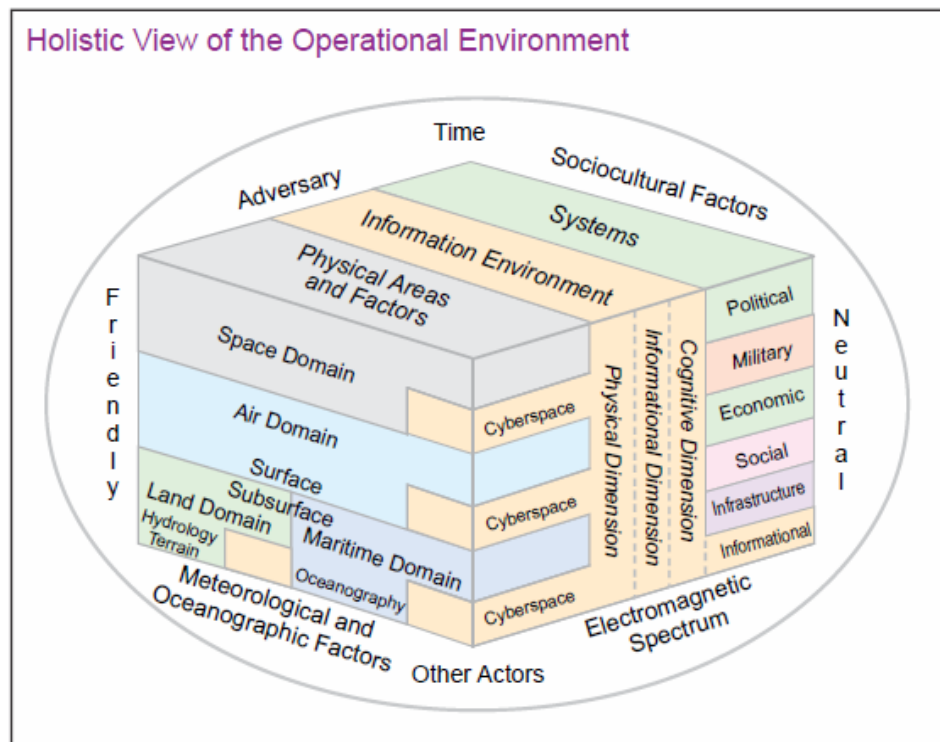 Holistic View of the Operational Environment
Time
Adversary
Sociocultural Factors
Systems
Information Environment
Physical Areas
and Factors
Friendly
Neutral
Space Domain
Air Domain
Surface
Subsurface
Land Domain
Hydrology
Terrain
Maritime Domain
Oceanography
Cyberspace
Cyberspace
Cyberspace
Physical Dimension
Informational Dimension
Cognitive Dimension
Political
Military
Economic
Social
Infrastructure
Informational
Meteorological and
Oceanographic Factors
Electromagnetic
Spectrum
Other Actors